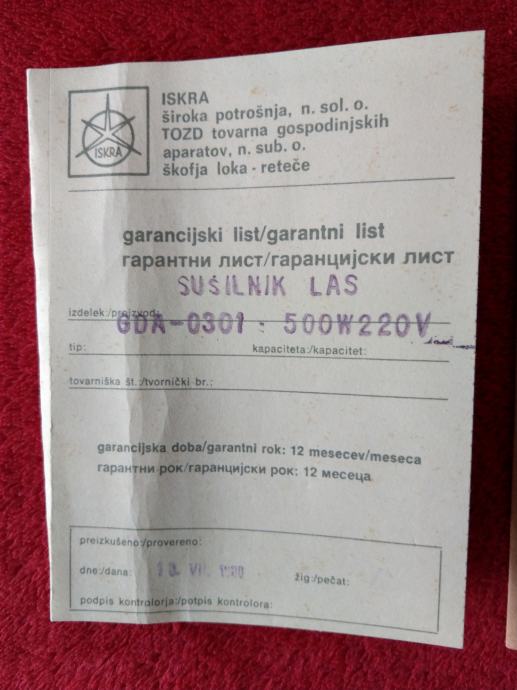 ISKRA
ISKRA
široka potrošnja, n. sol. o.
TOZD tovarna gospodinjskih
aparatov, n. sub. o.
škofja loka - reteče
garancijski list/garantni list
гарантни лист/гаранцијски лист
SUŠILNIK LAS
izdelek:/proizvod:
GDA-0301 · 500W220V
tip:
kapaciteta:/kapacitet:
tovarniška št.:/tvornički br.:
garancijska doba/garantni rok: 12 mesecev/meseca
гарантни рок/гаранцијски рок: 12 месеца
preizkušeno:/provereno:
dne:/dana: VII. 1980
žig:/pečat:
podpis kontrolorja:/potpis kontrolora: